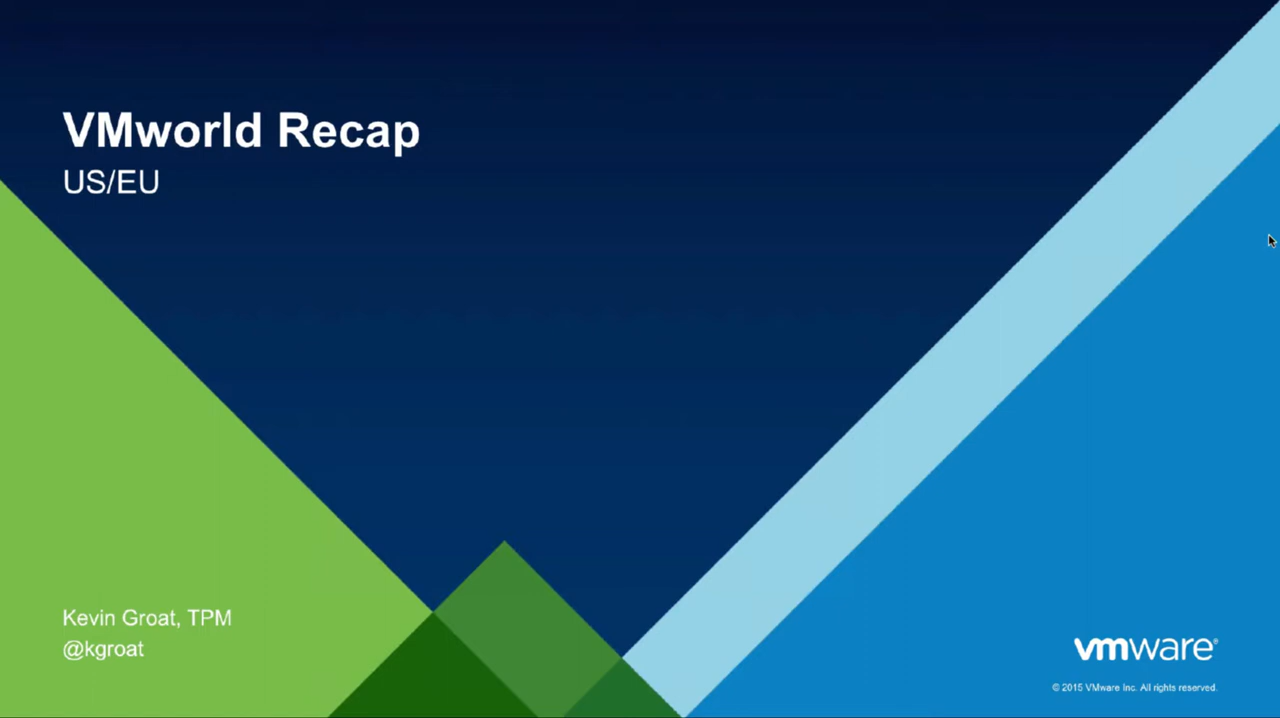 VMworld Recap
US/EU
Kevin Groat, TPM
@kgroat
vmware®
© 2015 VMware Inc. All rights reserved.